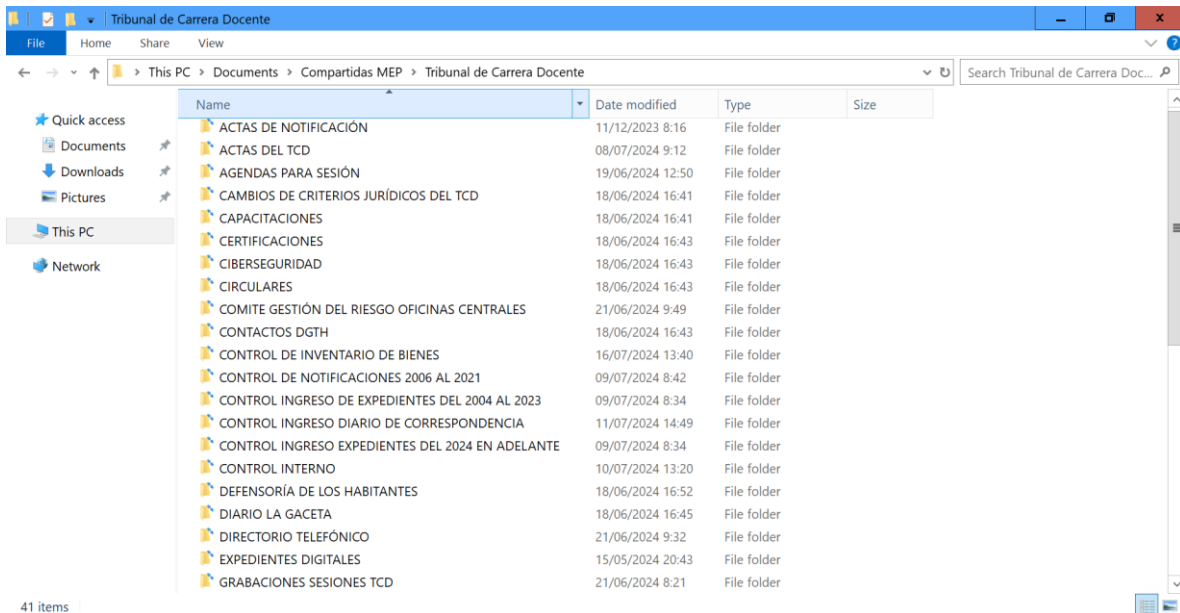 Tribunal de Carrera Docente
File Home Share View
This PC > Documents > Compartidas MEP > Tribunal de Carrera Docente Search Tribunal de Carrera Doc...
Name Date modified Type Size
Quick access
Documents
Downloads
Pictures
This PC
Network
ACTAS DE NOTIFICACIÓN 11/12/2023 8:16 File folder
ACTAS DEL TCD 08/07/2024 9:12 File folder
AGENDAS PARA SESIÓN 19/06/2024 12:50 File folder
CAMBIOS DE CRITERIOS JURÍDICOS DEL TCD 18/06/2024 16:41 File folder
CAPACITACIONES 18/06/2024 16:41 File folder
CERTIFICACIONES 18/06/2024 16:43 File folder
CIBERSEGURIDAD 18/06/2024 16:43 File folder
CIRCULARES 18/06/2024 16:43 File folder
COMITE GESTIÓN DEL RIESGO OFICINAS CENTRALES 21/06/2024 9:49 File folder
CONTACTOS DGTH 18/06/2024 16:43 File folder
CONTROL DE INVENTARIO DE BIENES 16/07/2024 13:40 File folder
CONTROL DE NOTIFICACIONES 2006 AL 2021 09/07/2024 8:42 File folder
CONTROL INGRESO DE EXPEDIENTES DEL 2004 AL 2023 09/07/2024 8:34 File folder
CONTROL INGRESO DIARIO DE CORRESPONDENCIA 11/07/2024 14:49 File folder
CONTROL INGRESO EXPEDIENTES DEL 2024 EN ADELANTE 09/07/2024 8:34 File folder
CONTROL INTERNO 10/07/2024 13:20 File folder
DEFENSORÍA DE LOS HABITANTES 18/06/2024 16:52 File folder
DIARIO LA GACETA 18/06/2024 16:45 File folder
DIRECTORIO TELEFÓNICO 21/06/2024 9:32 File folder
EXPEDIENTES DIGITALES 15/05/2024 20:43 File folder
GRABACIONES SESIONES TCD 21/06/2024 8:21 File folder
41 items